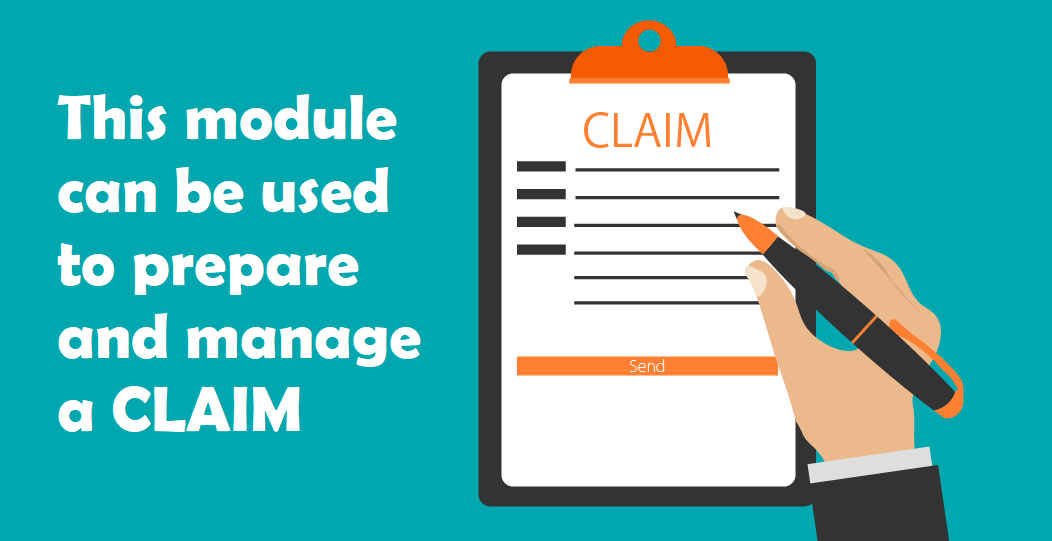 This module
can be used
to prepare
and manage
a CLAIM
CLAIM
Send